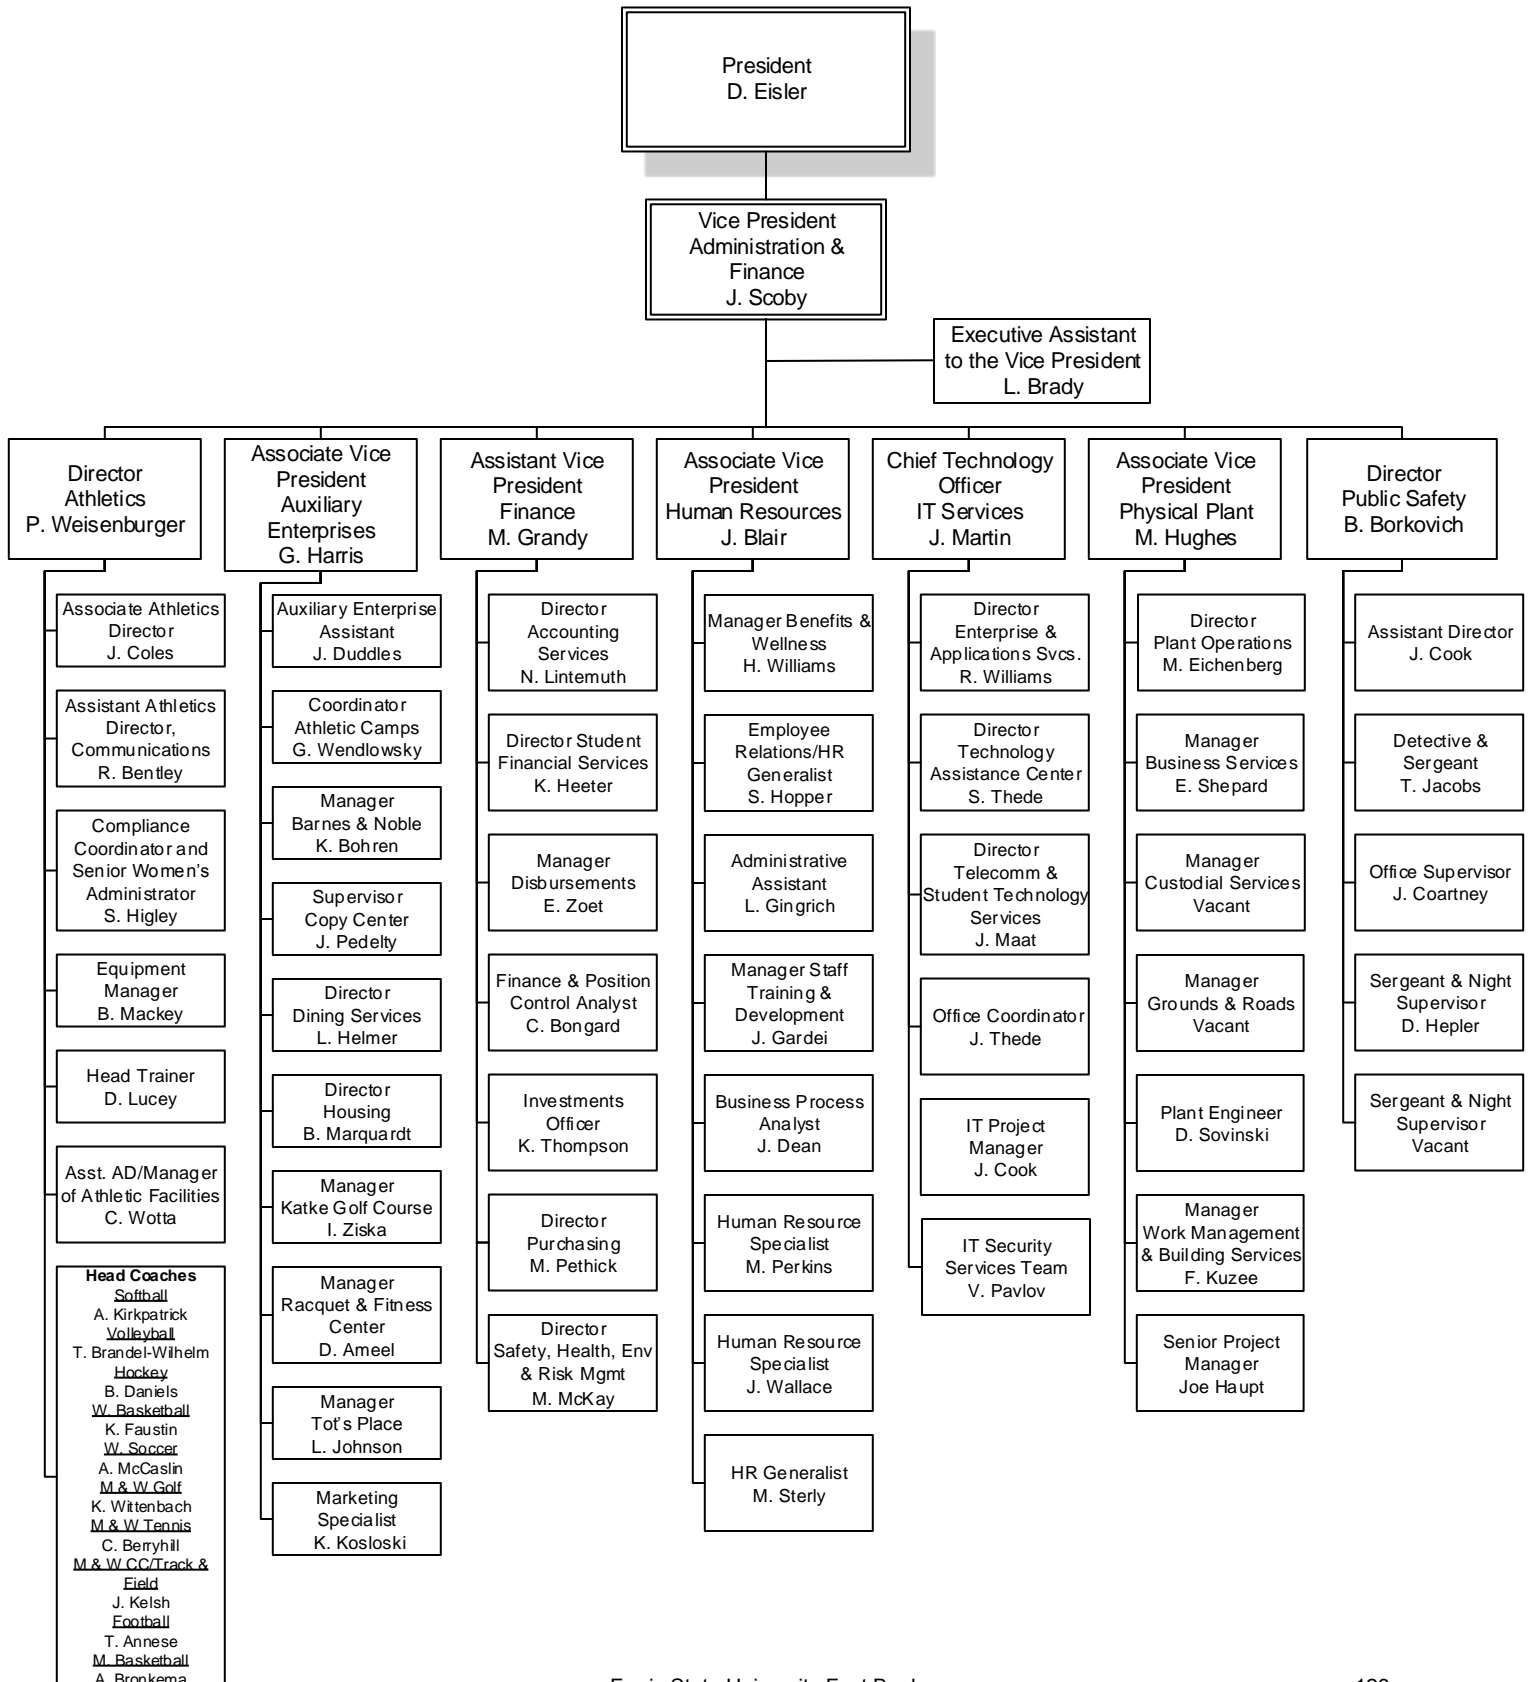 President
D. Eisler
Vice President
Administration &
Finance
J. Scoby
Executive Assistant
to the Vice President
L. Brady
Director
Athletics
P. Weisenburger
Associate Vice
President
Auxiliary
Enterprises
G. Harris
Assistant Vice
President
Finance
M. Grandy
Associate Vice
President
Human Resources
J. Blair
Chief Technology
Officer
IT Services
J. Martin
Associate Vice
President
Physical Plant
M. Hughes
Director
Public Safety
B. Borkovich
Associate Athletics
Director
J. Coles
Assistant Athletics
Director,
Communications
R. Bentley
Compliance
Coordinator and
Senior Women's
Administrator
S. Higley
Equipment
Manager
B. Mackey
Head Trainer
D. Lucey
Asst. AD/Manager
of Athletic Facilities
C. Wotta
Head Coaches
Softball
A. Kirkpatrick
Volleyball
T. Brandel-Wilhelm
Hockey
B. Daniels
W. Basketball
K. Faustin
W. Soccer
A. McCaslin
M & W Golf
K. Wittenbach
M & W Tennis
C. Berryhill
M & W CC/Track &
Field
J. Kelsh
Football
T. Annese
M. Basketball
A. Bronkema
Auxiliary Enterprise
Assistant
J. Duddles
Coordinator
Athletic Camps
G. Wendlowsky
Manager
Barnes & Noble
K. Bohren
Supervisor
Copy Center
J. Pedelty
Director
Dining Services
L. Helmer
Director
Housing
B. Marquardt
Manager
Katke Golf Course
I. Ziska
Manager
Racquet & Fitness
Center
D. Ameel
Manager
Tot's Place
L. Johnson
Marketing
Specialist
K. Kosloski
Director
Accounting
Services
N. Lintemuth
Director Student
Financial Services
K. Heeter
Manager
Disbursements
E. Zoet
Finance & Position
Control Analyst
C. Bongard
Investments
Officer
K. Thompson
Director
Purchasing
M. Pethick
Director
Safety, Health, Env
& Risk Mgmt
M. McKay
Manager Benefits &
Wellness
H. Williams
Employee
Relations/HR
Generalist
S. Hopper
Administrative
Assistant
L. Gingrich
Manager Staff
Training &
Development
J. Gardei
Business Process
Analyst
J. Dean
Human Resource
Specialist
M. Perkins
Human Resource
Specialist
J. Wallace
HR Generalist
M. Sterly
Director
Enterprise &
Applications Svcs.
R. Williams
Director
Technology
Assistance Center
S. Thede
Director
Telecomm &
Student Technology
Services
J. Maat
Office Coordinator
J. Thede
IT Project
Manager
J. Cook
IT Security
Services Team
V. Pavlov
Director
Plant Operations
M. Eichenberg
Manager
Business Services
E. Shepard
Manager
Custodial Services
Vacant
Manager
Grounds & Roads
Vacant
Plant Engineer
D. Sovinski
Manager
Work Management
& Building Services
F. Kuzee
Senior Project
Manager
Joe Haupt
Assistant Director
J. Cook
Detective &
Sergeant
T. Jacobs
Office Supervisor
J. Coartney
Sergeant & Night
Supervisor
D. Hepler
Sergeant & Night
Supervisor
Vacant